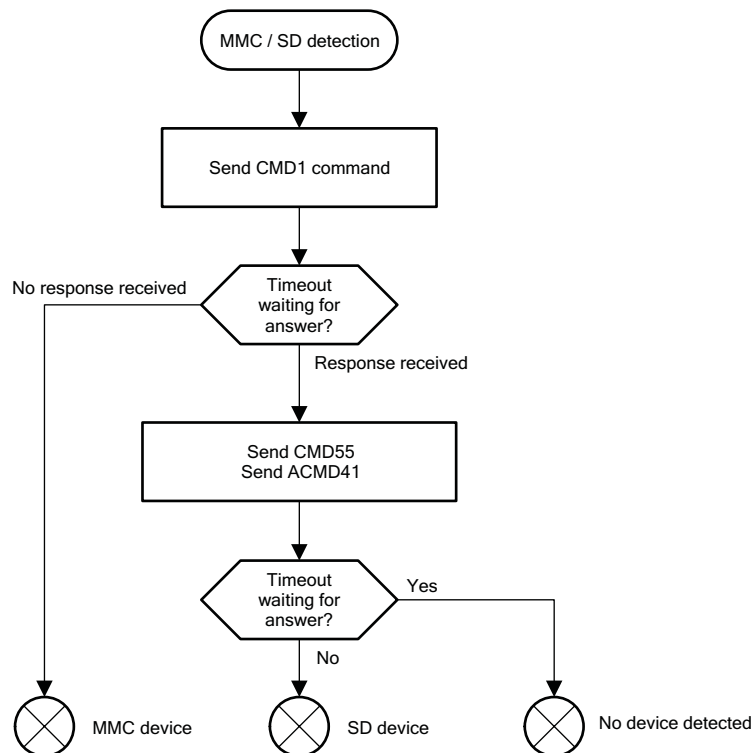 MMC / SD detection
Send CMD1 command
No response received
Timeout
waiting for
answer?
Response received
Send CMD55
Send ACMD41
Timeout
waiting for
answer?
Yes
No
MMC device
SD device
No device detected